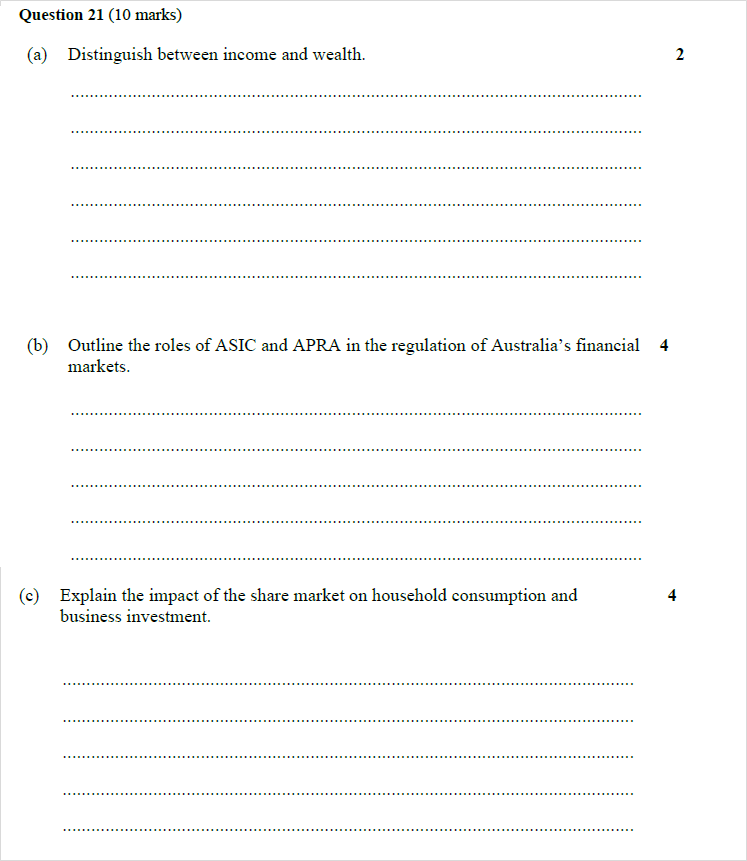 Question 21 (10 marks)
(a) Distinguish between income and wealth. 2
................................................................................
................................................................................
................................................................................
................................................................................
................................................................................
................................................................................
(b) Outline the roles of ASIC and APRA in the regulation of Australia’s financial 4
markets.
................................................................................
................................................................................
................................................................................
................................................................................
................................................................................
(c) Explain the impact of the share market on household consumption and 4
business investment.
................................................................................
................................................................................
................................................................................
................................................................................
................................................................................